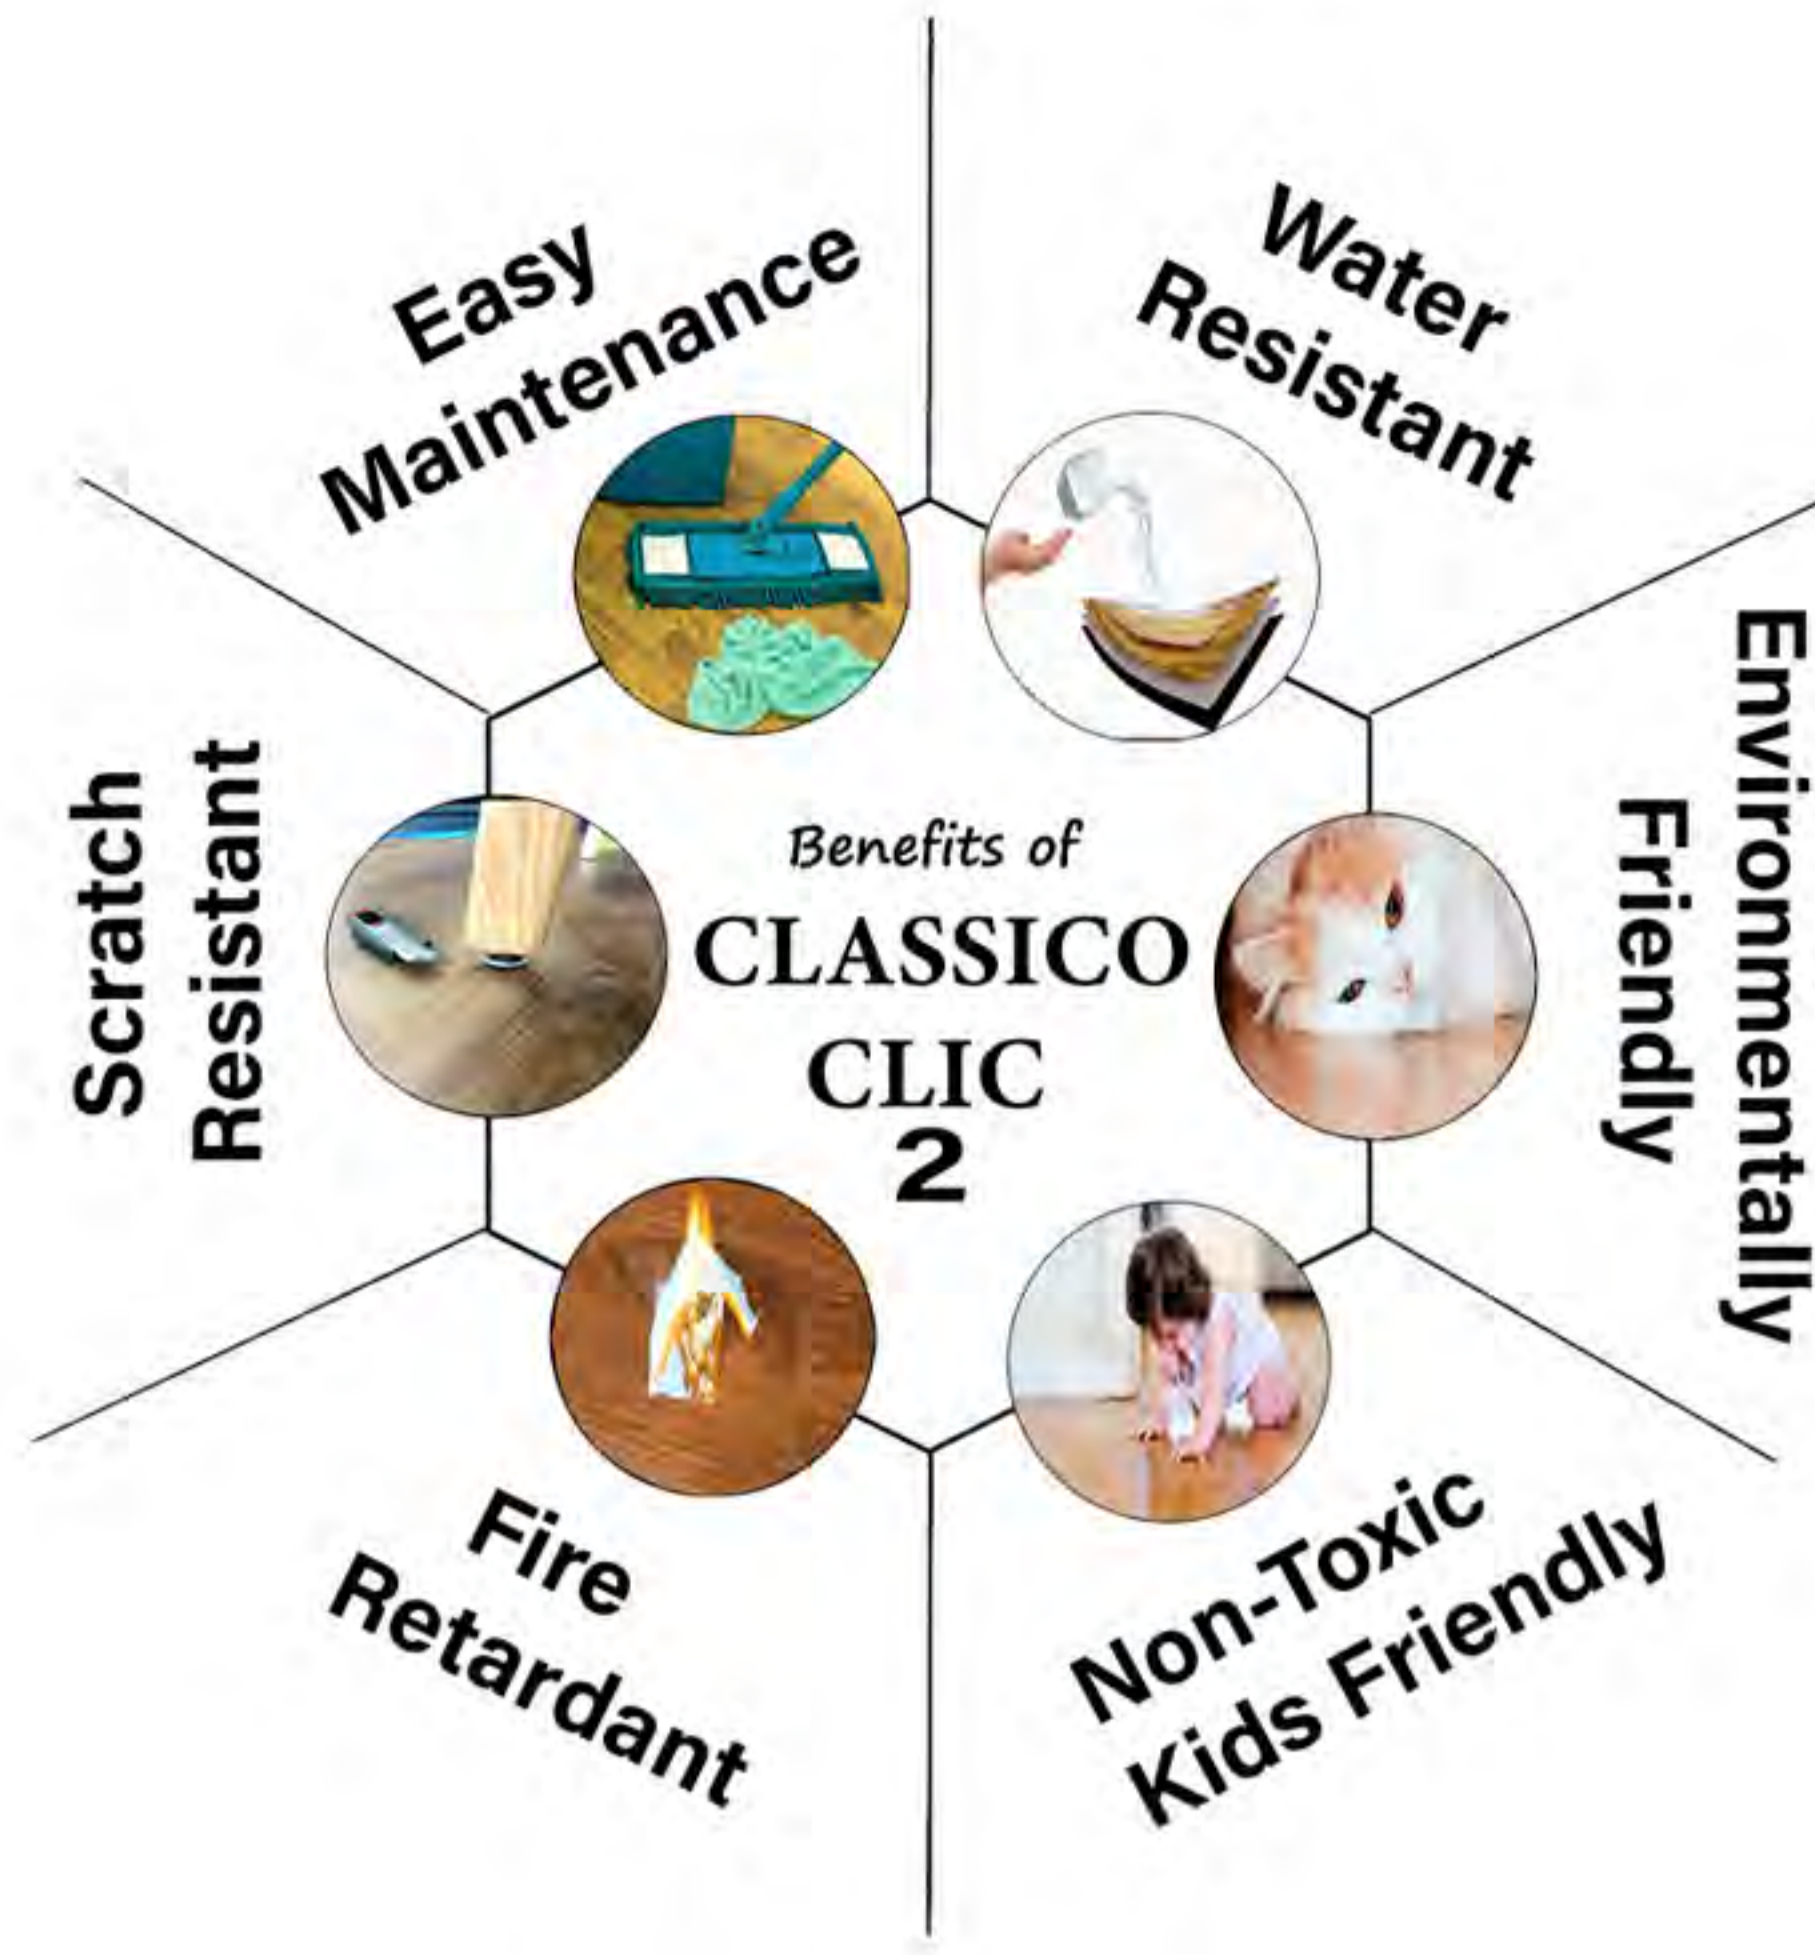 Easy
Maintenance
Water
Resistant
Environmentally
Friendly
Non-Toxic
Kids Friendly
Fire
Retardant
Scratch
Resistant
Benefits of
CLASSICO
CLIC
2